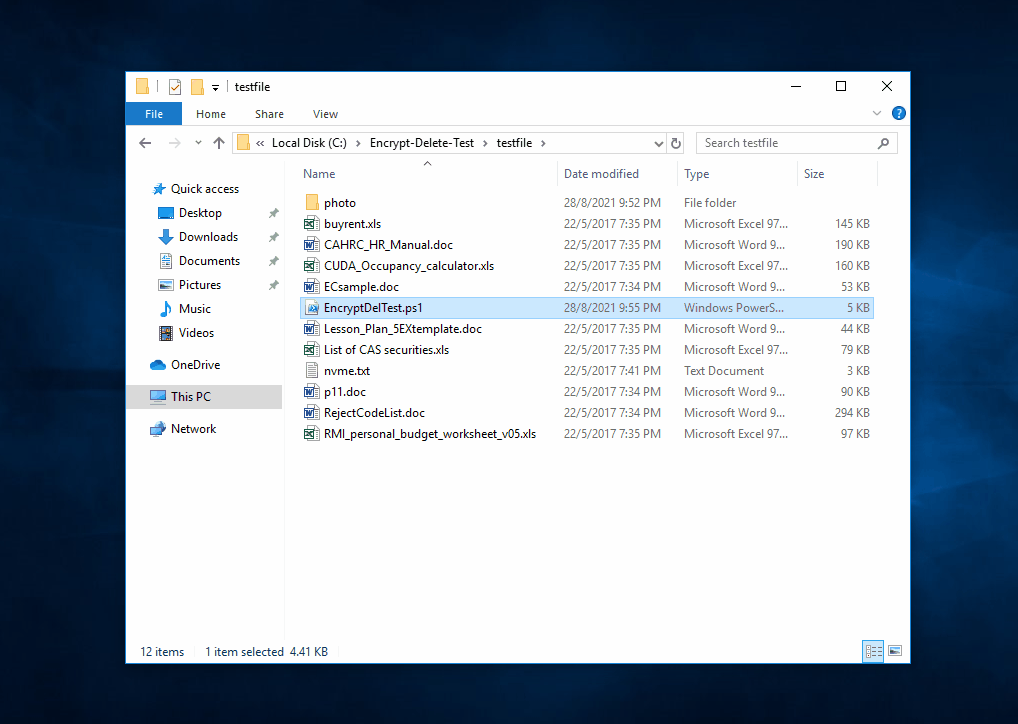 testfile
File Home Share View
« Local Disk (C:) > Encrypt-Delete-Test > testfile > Search testfile
Name Date modified Type Size
Quick access
Desktop
Downloads
Documents
Pictures
Music
Videos
OneDrive
This PC
Network
photo 28/8/2021 9:52 PM File folder
buyrent.xls 22/5/2017 7:35 PM Microsoft Excel 97... 145 KB
CAHRC_HR_Manual.doc 22/5/2017 7:35 PM Microsoft Word 9... 190 KB
CUDA_Occupancy_calculator.xls 22/5/2017 7:35 PM Microsoft Excel 97... 160 KB
ECsample.doc 22/5/2017 7:34 PM Microsoft Word 9... 53 KB
EncryptDelTest.ps1 28/8/2021 9:55 PM Windows PowerS... 5 KB
Lesson_Plan_5EXtemplate.doc 22/5/2017 7:35 PM Microsoft Word 9... 44 KB
List of CAS securities.xls 22/5/2017 7:35 PM Microsoft Excel 97... 79 KB
nvme.txt 22/5/2017 7:41 PM Text Document 3 KB
p11.doc 22/5/2017 7:34 PM Microsoft Word 9... 90 KB
RejectCodeList.doc 22/5/2017 7:34 PM Microsoft Word 9... 294 KB
RMI_personal_budget_worksheet_v05.xls 22/5/2017 7:35 PM Microsoft Excel 97... 97 KB
12 items 1 item selected 4.41 KB